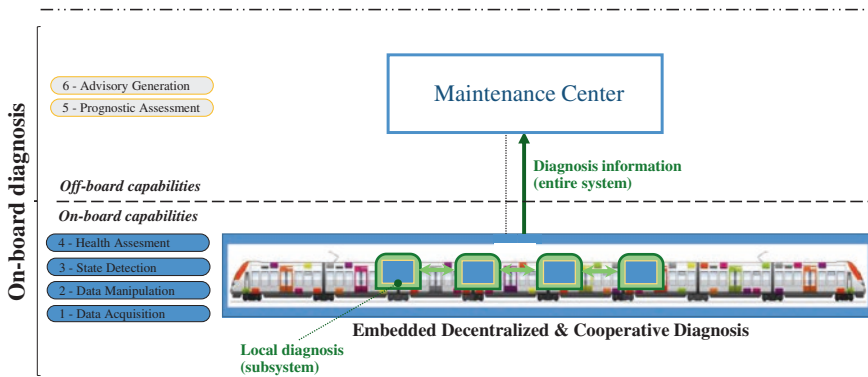 On-board diagnosis
6 - Advisory Generation
5 - Prognostic Assessment
Maintenance Center
Diagnosis information
(entire system)
Off-board capabilities
On-board capabilities
4 - Health Assesment
3 - State Detection
2 - Data Manipulation
1 - Data Acquisition
Embedded Decentralized & Cooperative Diagnosis
Local diagnosis
(subsystem)